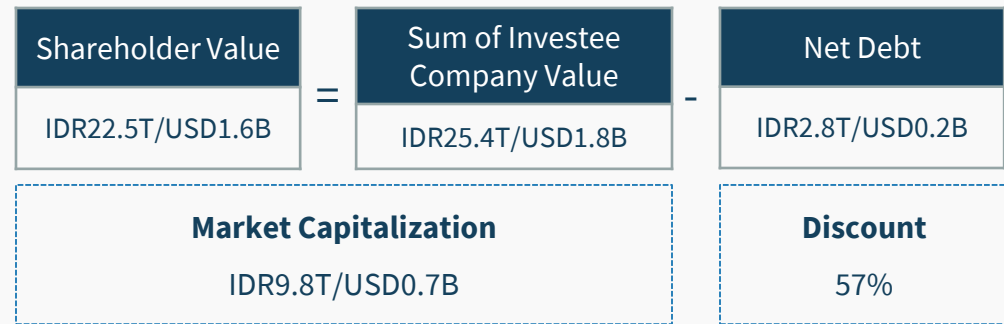 Shareholder Value
IDR22.5T/USD1.6B
=
Sum of Investee
Company Value
IDR25.4T/USD1.8B
-
Net Debt
IDR2.8T/USD0.2B
Market Capitalization
IDR9.8T/USD0.7B
Discount
57%